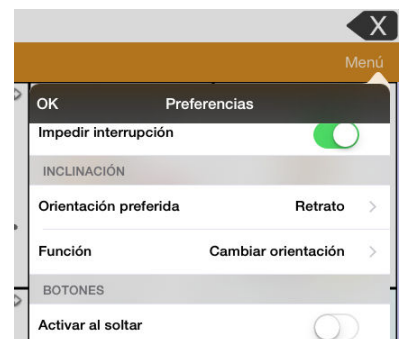 X
Menú
OK Preferencias
Impedir interrupción
INCLINACIÓN
Orientación preferida Retrato
Función Cambiar orientación
BOTONES
Activar al soltar